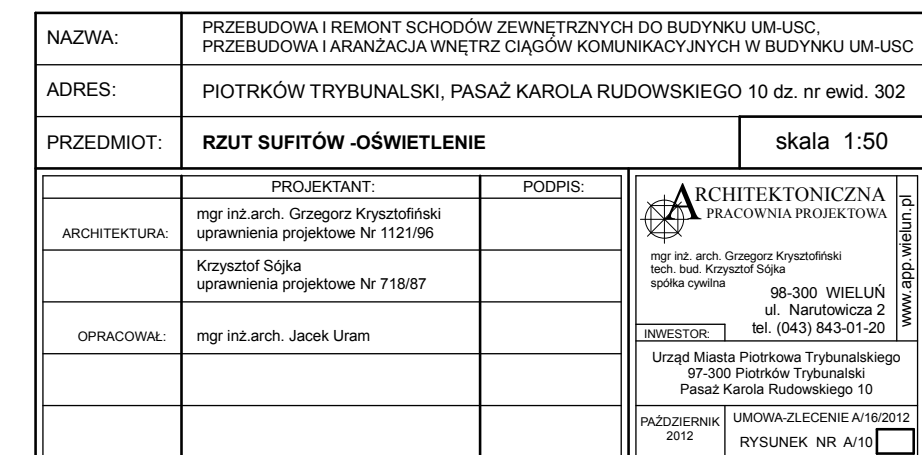 NAZWA:
PRZEBUDOWA I REMONT SCHODÓW ZEWNĘTRZNYCH DO BUDYNKU UM-USC,
PRZEBUDOWA I ARANŻACJA WNĘTRZ CIĄGÓW KOMUNIKACYJNYCH W BUDYNKU UM-USC
ADRES:
PIOTRKÓW TRYBUNALSKI, PASAŻ KAROLA RUDOWSKIEGO 10 dz. nr ewid. 302
PRZEDMIOT:
RZUT SUFITÓW -OŚWIETLENIE
skala 1:50
PROJEKTANT:
PODPIS:
ARCHITEKTURA:
mgr inż.arch. Grzegorz Krysztofiński
uprawnienia projektowe Nr 1121/96
Krzysztof Sójka
uprawnienia projektowe Nr 718/87
OPRACOWAŁ:
mgr inż.arch. Jacek Uram
ARCHITEKTONICZNA
PRACOWNIA PROJEKTOWA
mgr inż. arch. Grzegorz Krysztofiński
tech. bud. Krzysztof Sójka
spółka cywilna
98-300 WIELUŃ
ul. Narutowicza 2
tel. (043) 843-01-20
www.app.wielun.pl
INWESTOR:
Urząd Miasta Piotrkowa Trybunalskiego
97-300 Piotrków Trybunalski
Pasaż Karola Rudowskiego 10
PAŹDZIERNIK
2012
UMOWA-ZLECENIE A/16/2012
RYSUNEK NR A/10